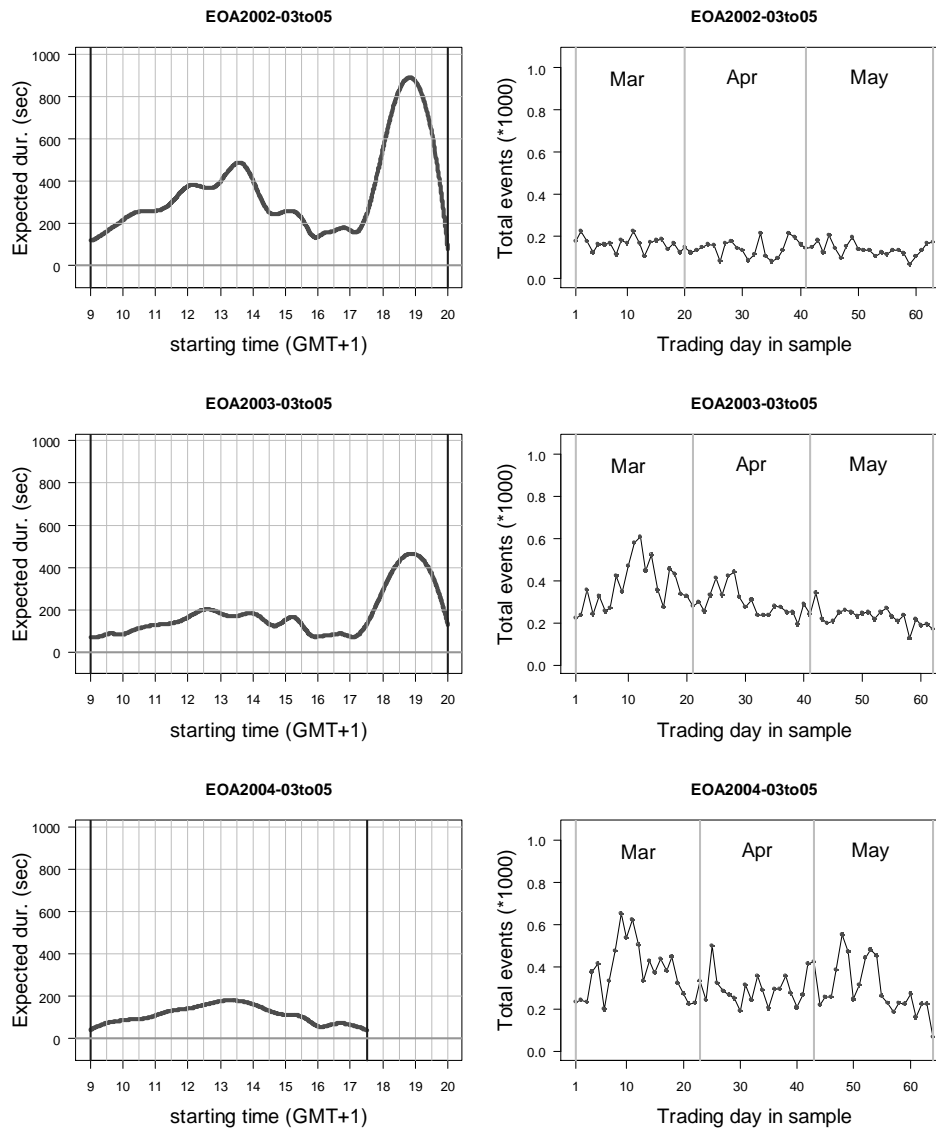 EOA2002-03to05
Expected dur. (sec)
1000
800
600
400
200
0
9 10 11 12 13 14 15 16 17 18 19 20
starting time (GMT+1)
EOA2002-03to05
Total events (*1000)
1.0
0.8
0.6
0.4
0.2
0.0
Mar Apr May
1 10 20 30 40 50 60
Trading day in sample
EOA2003-03to05
Expected dur. (sec)
1000
800
600
400
200
0
9 10 11 12 13 14 15 16 17 18 19 20
starting time (GMT+1)
EOA2003-03to05
Total events (*1000)
1.0
0.8
0.6
0.4
0.2
0.0
Mar Apr May
1 10 20 30 40 50 60
Trading day in sample
EOA2004-03to05
Expected dur. (sec)
1000
800
600
400
200
0
9 10 11 12 13 14 15 16 17 18 19 20
starting time (GMT+1)
EOA2004-03to05
Total events (*1000)
1.0
0.8
0.6
0.4
0.2
0.0
Mar Apr May
1 10 20 30 40 50 60
Trading day in sample